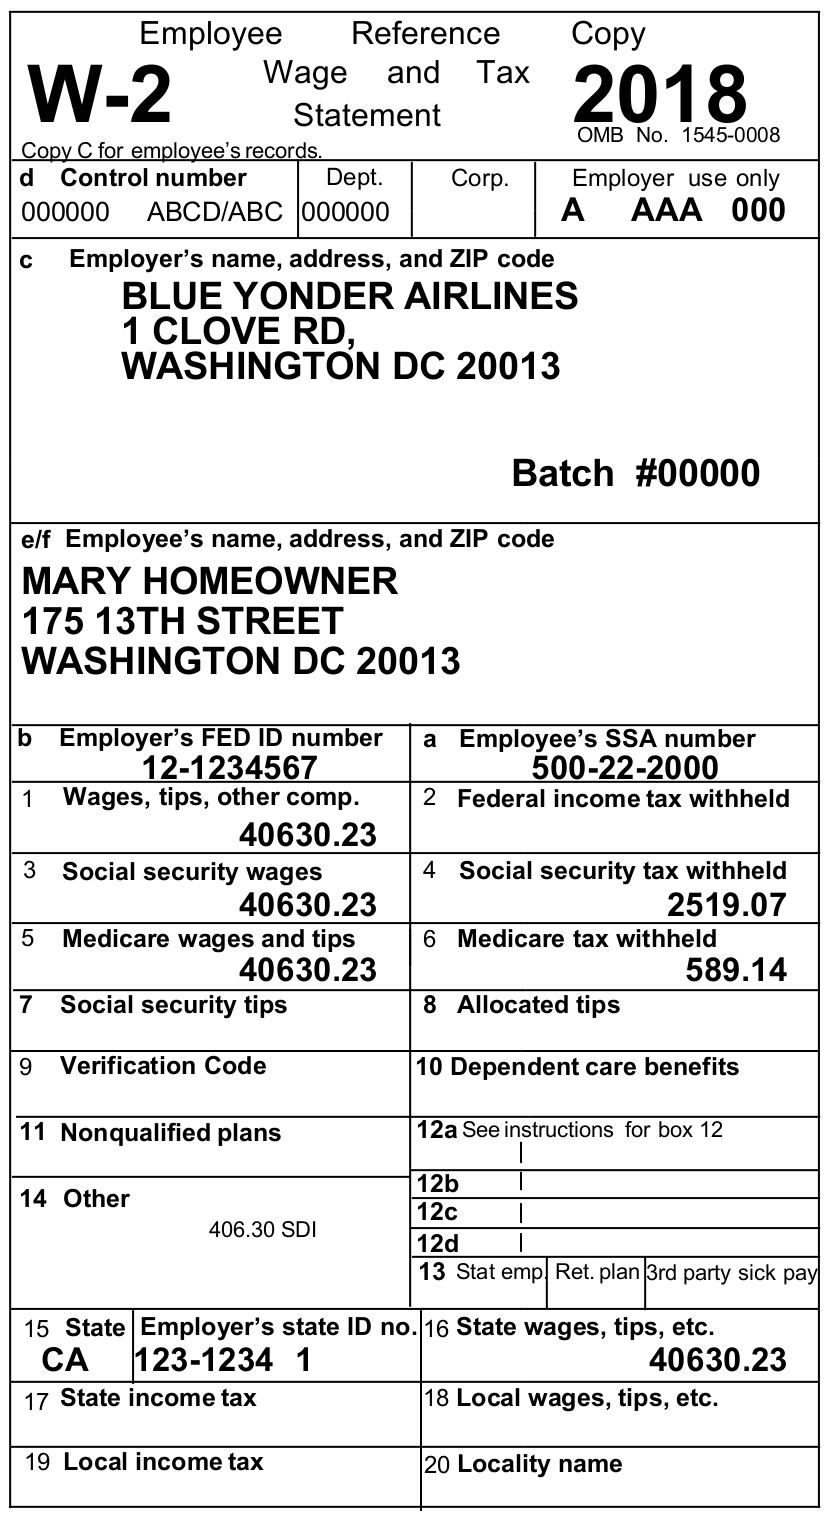 Employee Reference Copy
W-2 Wage and Tax 2018
Statement
OMB No. 1545-0008
Copy C for employee's records.
d Control number Dept. Corp. Employer use only
000000 ABCD/ABC 000000 A AAA 000
c Employer's name, address, and ZIP code
BLUE YONDER AIRLINES
1 CLOVE RD,
WASHINGTON DC 20013
Batch #00000
e/f Employee's name, address, and ZIP code
MARY HOMEOWNER
175 13TH STREET
WASHINGTON DC 20013
b Employer's FED ID number a Employee's SSA number
12-1234567 500-22-2000
1 Wages, tips, other comp. 2 Federal income tax withheld
40630.23
3 Social security wages 4 Social security tax withheld
40630.23 2519.07
5 Medicare wages and tips 6 Medicare tax withheld
40630.23 589.14
7 Social security tips 8 Allocated tips
9 Verification Code 10 Dependent care benefits
11 Nonqualified plans 12a See instructions for box 12
12b
14 Other 12c
406.30 SDI
12d
13 Stat emp. Ret. plan 3rd party sick pay
15 State Employer's state ID no. 16 State wages, tips, etc.
CA 123-1234 1 40630.23
17 State income tax 18 Local wages, tips, etc.
19 Local income tax 20 Locality name